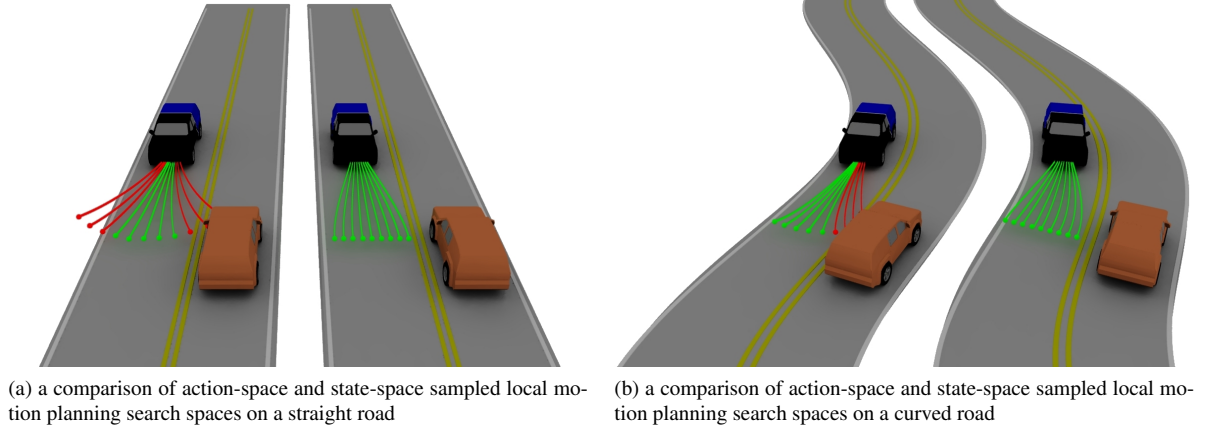 (a) a comparison of action-space and state-space sampled local mo-
tion planning search spaces on a straight road
(b) a comparison of action-space and state-space sampled local mo-
tion planning search spaces on a curved road